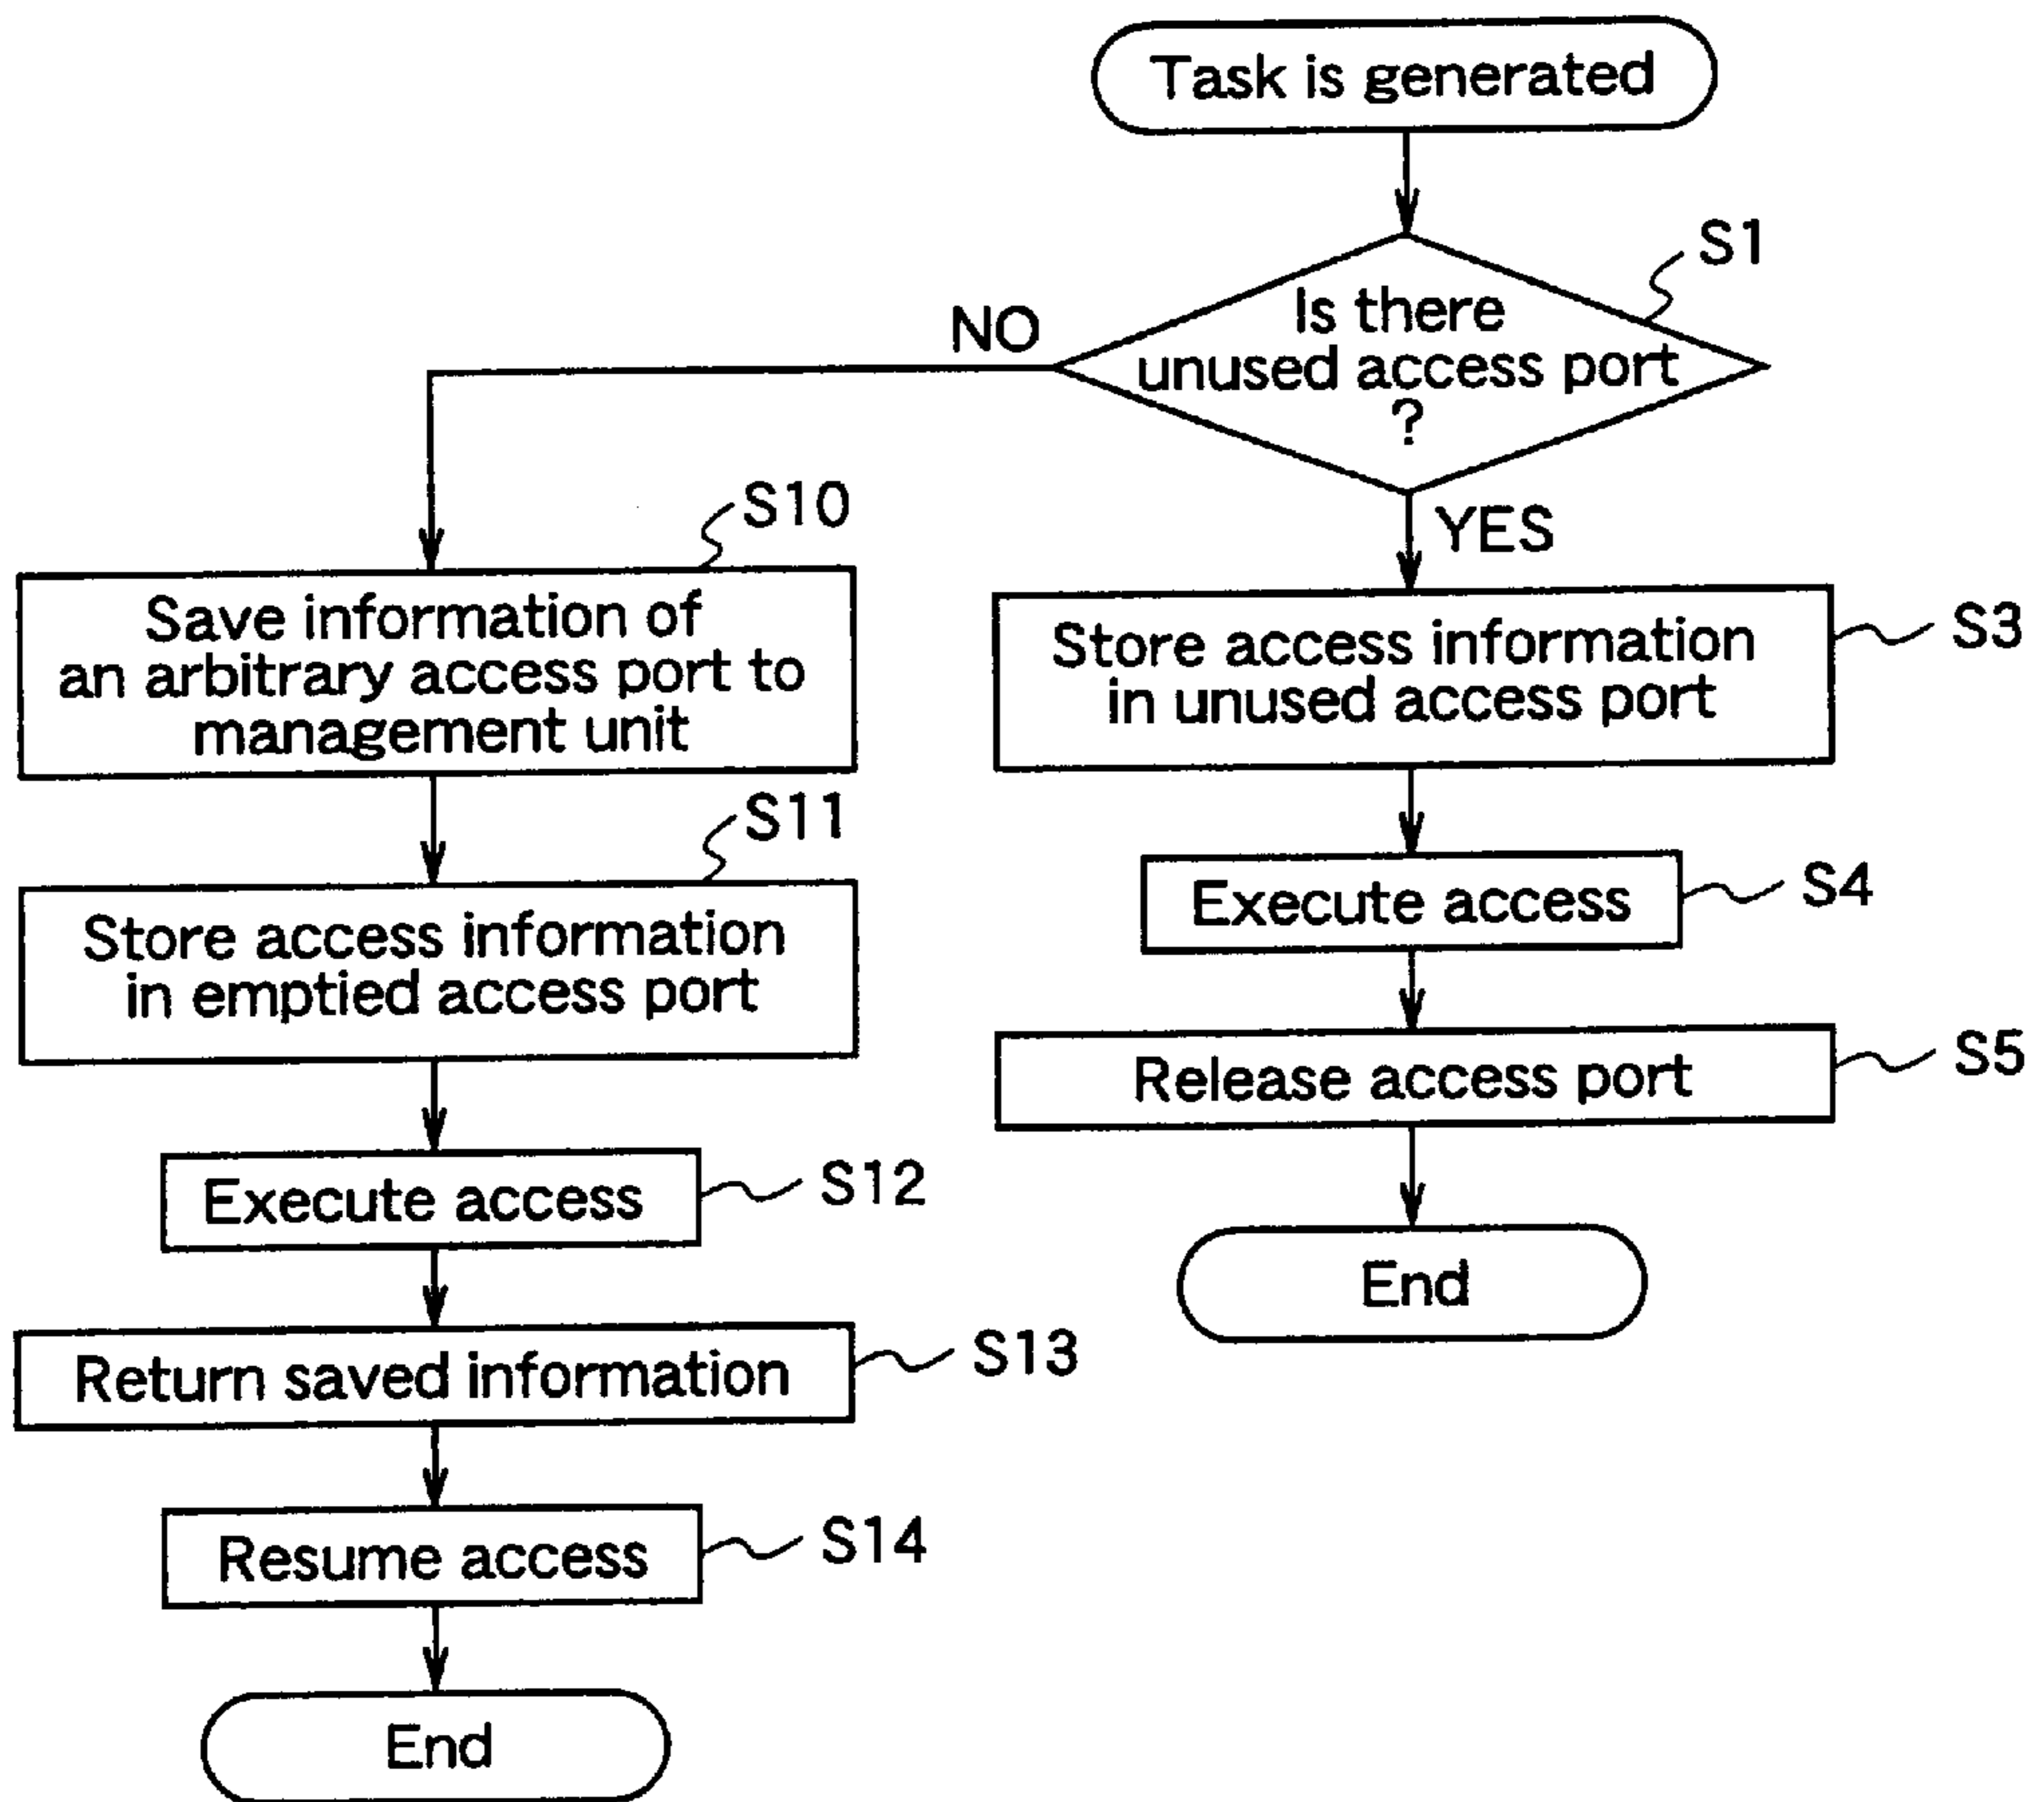 Task is generated
S1
Is there
unused access port
?
NO
YES
S10
Save information of
an arbitrary access port to
management unit
S11
Store access information
in emptied access port
S12
Execute access
S13
Return saved information
S14
Resume access
End
S3
Store access information
in unused access port
S4
Execute access
S5
Release access port
End